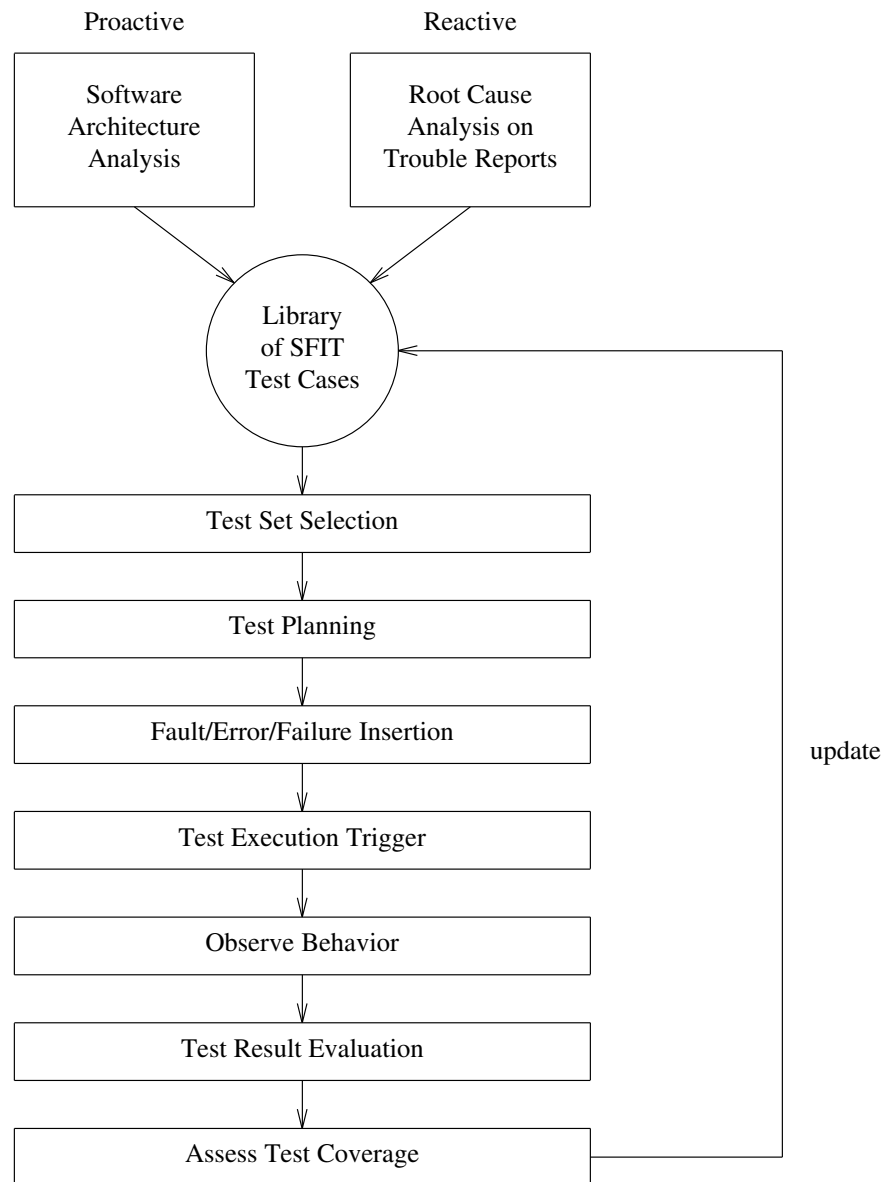 Proactive
Reactive
Software
Architecture
Analysis
Root Cause
Analysis on
Trouble Reports
Library
of SFIT
Test Cases
Test Set Selection
Test Planning
Fault/Error/Failure Insertion
update
Test Execution Trigger
Observe Behavior
Test Result Evaluation
Assess Test Coverage